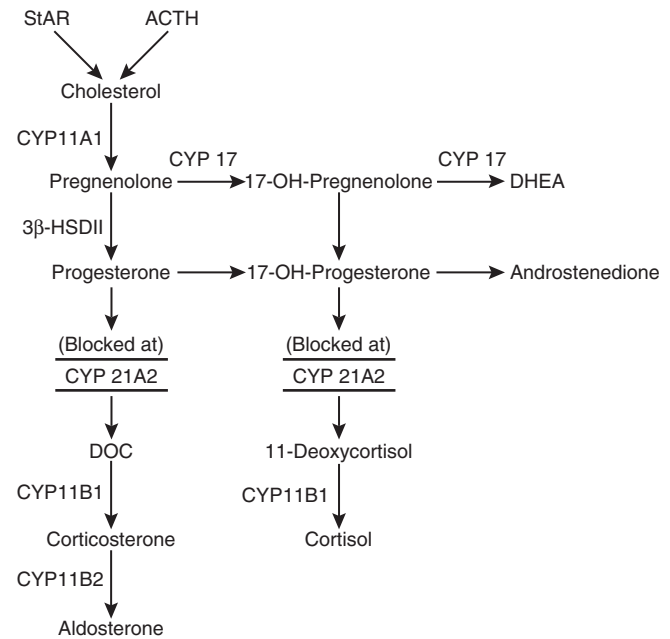 StAR ACTH
Cholesterol
CYP11A1
CYP 17 CYP 17
Pregnenolone 17-OH-Pregnenolone DHEA
3β-HSDII
Progesterone 17-OH-Progesterone Androstenedione
(Blocked at) (Blocked at)
CYP 21A2 CYP 21A2
DOC 11-Deoxycortisol
CYP11B1 CYP11B1
Corticosterone Cortisol
CYP11B2
Aldosterone